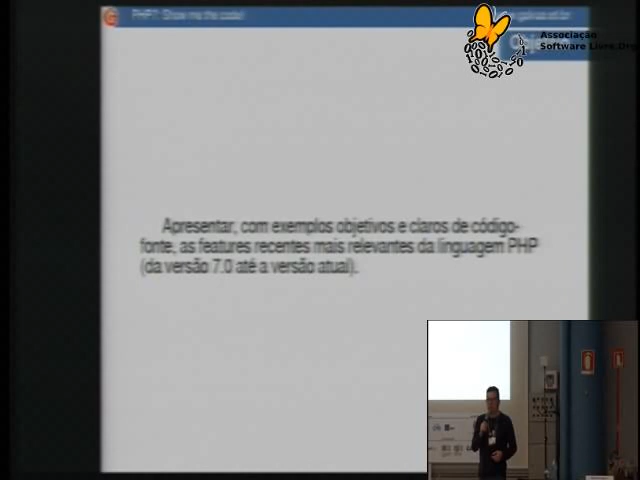 PHP7: Show me the code!
Associação
Software Livre.Or
Apresentar, com exemplos objetivos e claros de código-
fonte, as features recentes mais relevantes da linguagem PHP
(da versão 7.0 até a versão atual).